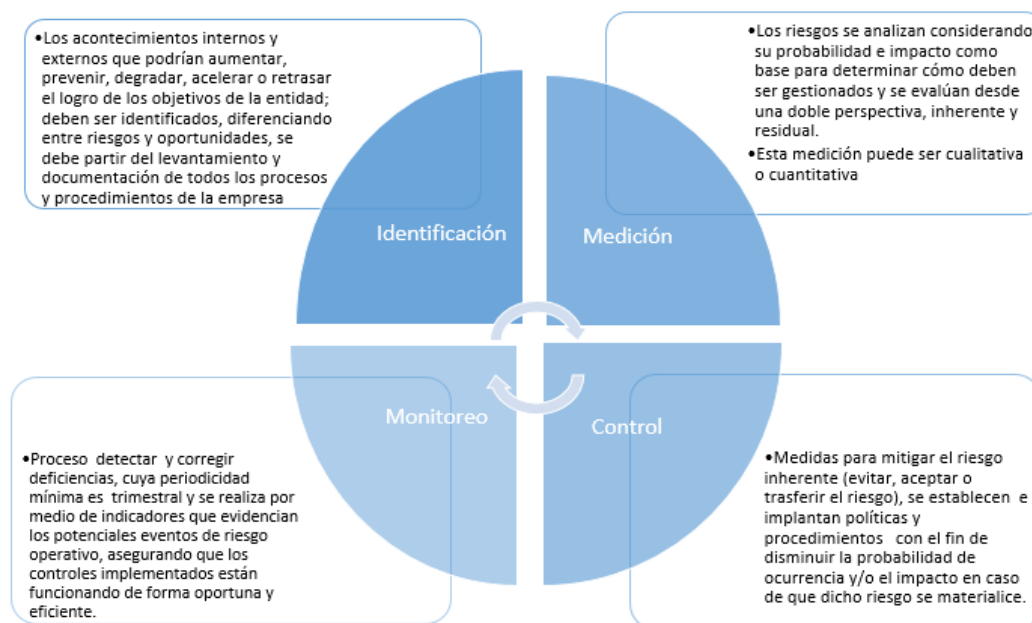 •Los acontecimientos internos y
externos que podrían aumentar,
prevenir, degradar, acelerar o retrasar
el logro de los objetivos de la entidad;
deben ser identificados, diferenciando
entre riesgos y oportunidades, se
debe partir del levantamiento y
documentación de todos los procesos
y procedimientos de la empresa
Identificación
•Los riesgos se analizan considerando
su probabilidad e impacto como
base para determinar cómo deben
ser gestionados y se evalúan desde
una doble perspectiva, inherente y
residual.
•Esta medición puede ser cualitativa
o cuantitativa
Medición
Monitoreo
•Proceso detectar y corregir
deficiencias, cuya periodicidad
mínima es trimestral y se realiza por
medio de indicadores que evidencian
los potenciales eventos de riesgo
operativo, asegurando que los
controles implementados están
funcionando de forma oportuna y
eficiente.
Control
•Medidas para mitigar el riesgo
inherente (evitar, aceptar o
trasferir el riesgo), se establecen e
implantan políticas y
procedimientos con el fin de
disminuir la probabilidad de
ocurrencia y/o el impacto en caso
de que dicho riesgo se materialice.